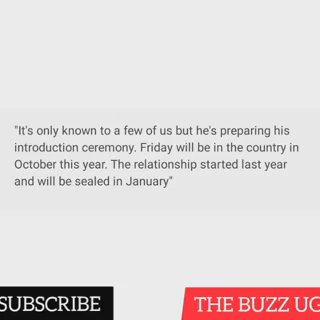 "It's only known to a few of us but he's preparing his
introduction ceremony. Friday will be in the country in
October this year. The relationship started last year
and will be sealed in January"
SUBSCRIBE THE BUZZ UG